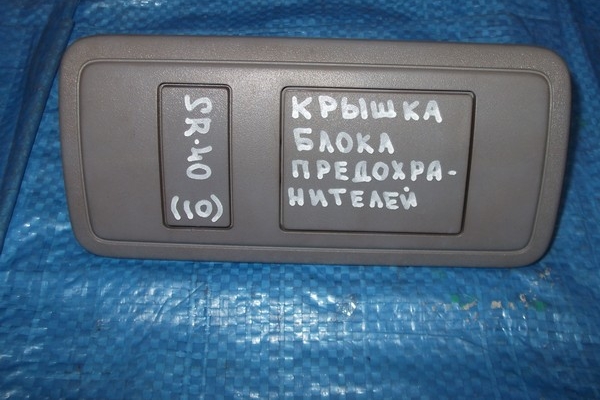 SR-40
(10)
КРЫШКА
БЛОКА
ПРЕДОХРА-
НИТЕЛЕЙ